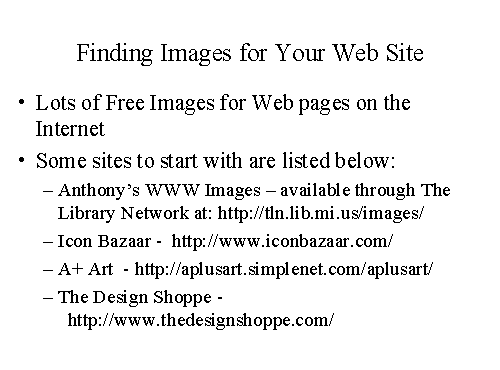 Finding Images for Your Web Site
• Lots of Free Images for Web pages on the
Internet
• Some sites to start with are listed below:
– Anthony’s WWW Images – available through The
Library Network at: http://tln.lib.mi.us/images/
– Icon Bazaar - http://www.iconbazaar.com/
– A+ Art - http://aplusart.simplenet.com/aplusart/
– The Design Shoppe -
http://www.thedesignshoppe.com/